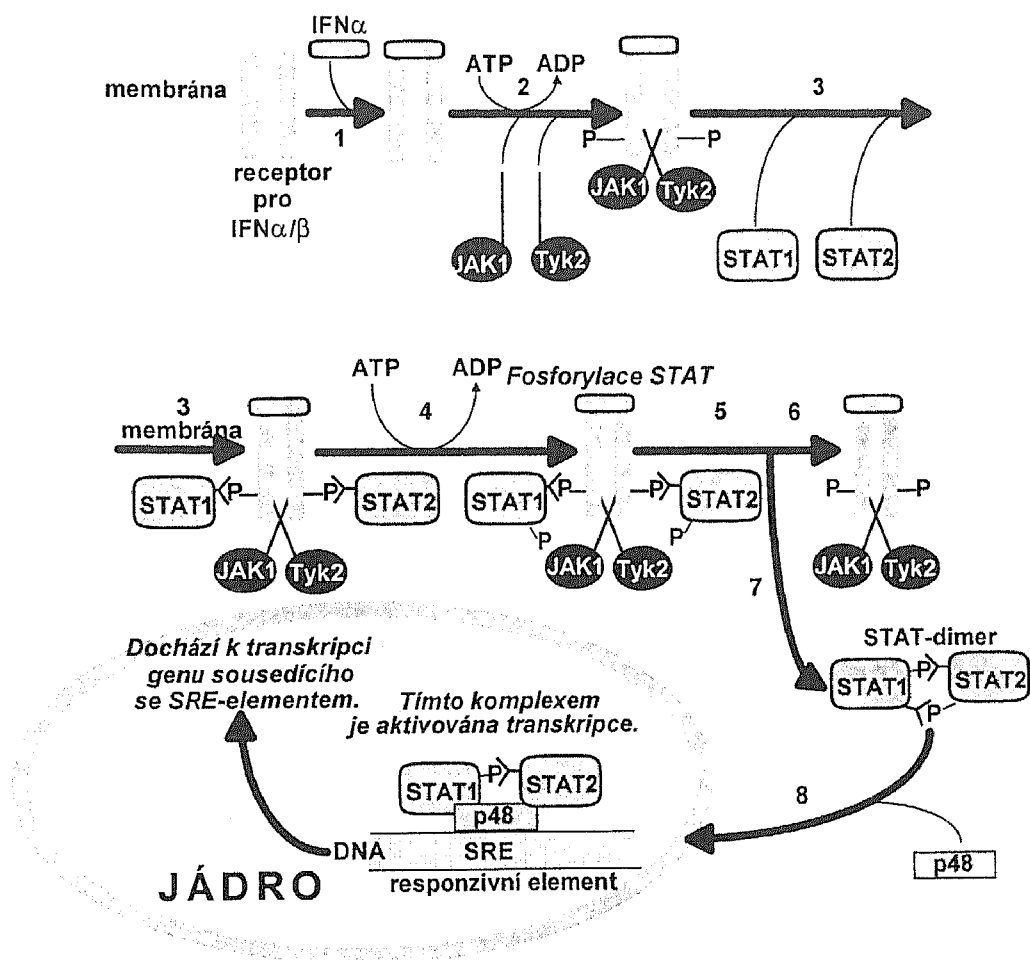 IFNα
membrána
1
receptor
pro
IFNα/β
ATP
ADP
2
JAK1
Tyk2
P
P
JAK1
Tyk2
3
STAT1
STAT2
3
membrána
STAT1
P
P
STAT2
JAK1
Tyk2
ATP
ADP
4
Fosforylace STAT
STAT1
P
P
STAT2
P
P
JAK1
Tyk2
5
6
7
P
P
JAK1
Tyk2
STAT-dimer
STAT1
P
STAT2
P
8
p48
Dochází k transkripci
genu sousedícího
se SRE-elementem.
Tímto komplexem
je aktivována transkripce.
STAT1
P
STAT2
p48
DNA
SRE
responzivní element
JÁDRO